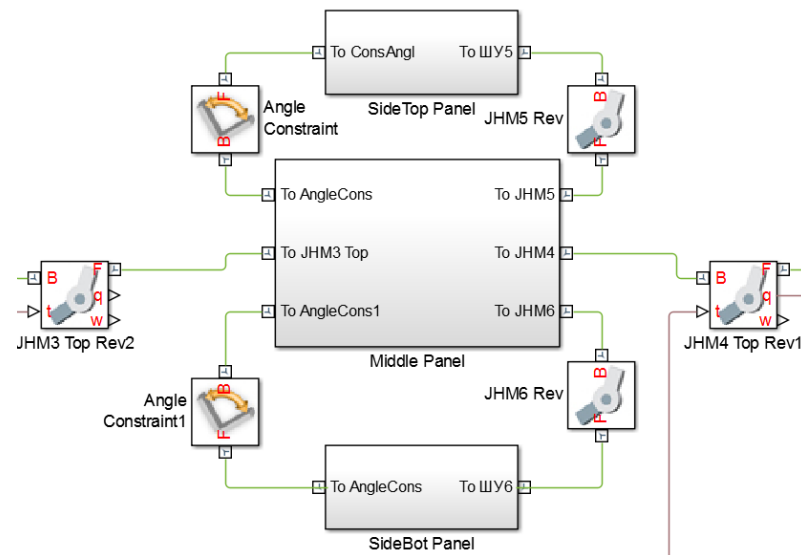 To ConsAngl
To ШУ5
SideTop Panel
F
B
Angle
Constraint
B
F
JHM5 Rev
To AngleCons
To JHM5
To JHM3 Top
To JHM4
To AngleCons1
To JHM6
Middle Panel
B
F
t
q
w
JHM3 Top Rev2
B
F
t
q
w
JHM4 Top Rev1
B
F
Angle
Constraint1
B
F
JHM6 Rev
To AngleCons
To ШУ6
SideBot Panel